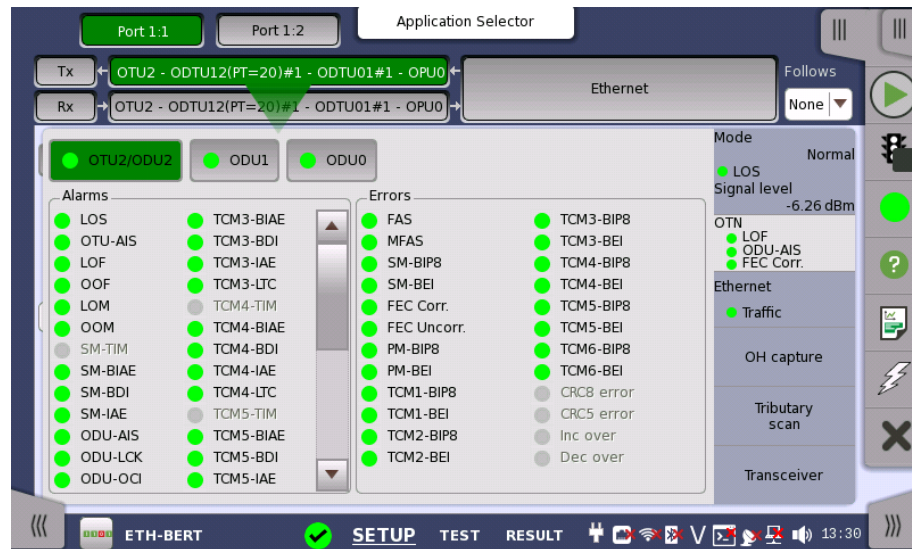 Application Selector
Port 1:1
Port 1:2
Tx
OTU2 - ODTU12(PT=20)#1 - ODTU01#1 - OPU0
Rx
OTU2 - ODTU12(PT=20)#1 - ODTU01#1 - OPU0
Ethernet
Follows
None
OTU2/ODU2
ODU1
ODU0
Alarms
LOS
OTU-AIS
LOF
OOF
LOM
OOM
SM-TIM
SM-BIAE
SM-BDI
SM-IAE
ODU-AIS
ODU-LCK
ODU-OCI
TCM3-BIAE
TCM3-BDI
TCM3-IAE
TCM3-LTC
TCM4-TIM
TCM4-BIAE
TCM4-BDI
TCM4-IAE
TCM4-LTC
TCM5-TIM
TCM5-BIAE
TCM5-BDI
TCM5-IAE
Errors
FAS
MFAS
SM-BIP8
SM-BEI
FEC Corr.
FEC Uncorr.
PM-BIP8
PM-BEI
TCM1-BIP8
TCM1-BEI
TCM2-BIP8
TCM2-BEI
TCM3-BIP8
TCM3-BEI
TCM4-BIP8
TCM4-BEI
TCM5-BIP8
TCM5-BEI
TCM6-BIP8
TCM6-BEI
CRC8 error
CRC5 error
Inc over
Dec over
Mode
Normal
LOS
Signal level
-6.26 dBm
OTN
LOF
ODU-AIS
FEC Corr.
Ethernet
Traffic
OH capture
Tributary
scan
Transceiver
ETH-BERT
SETUP
TEST
RESULT
13:30